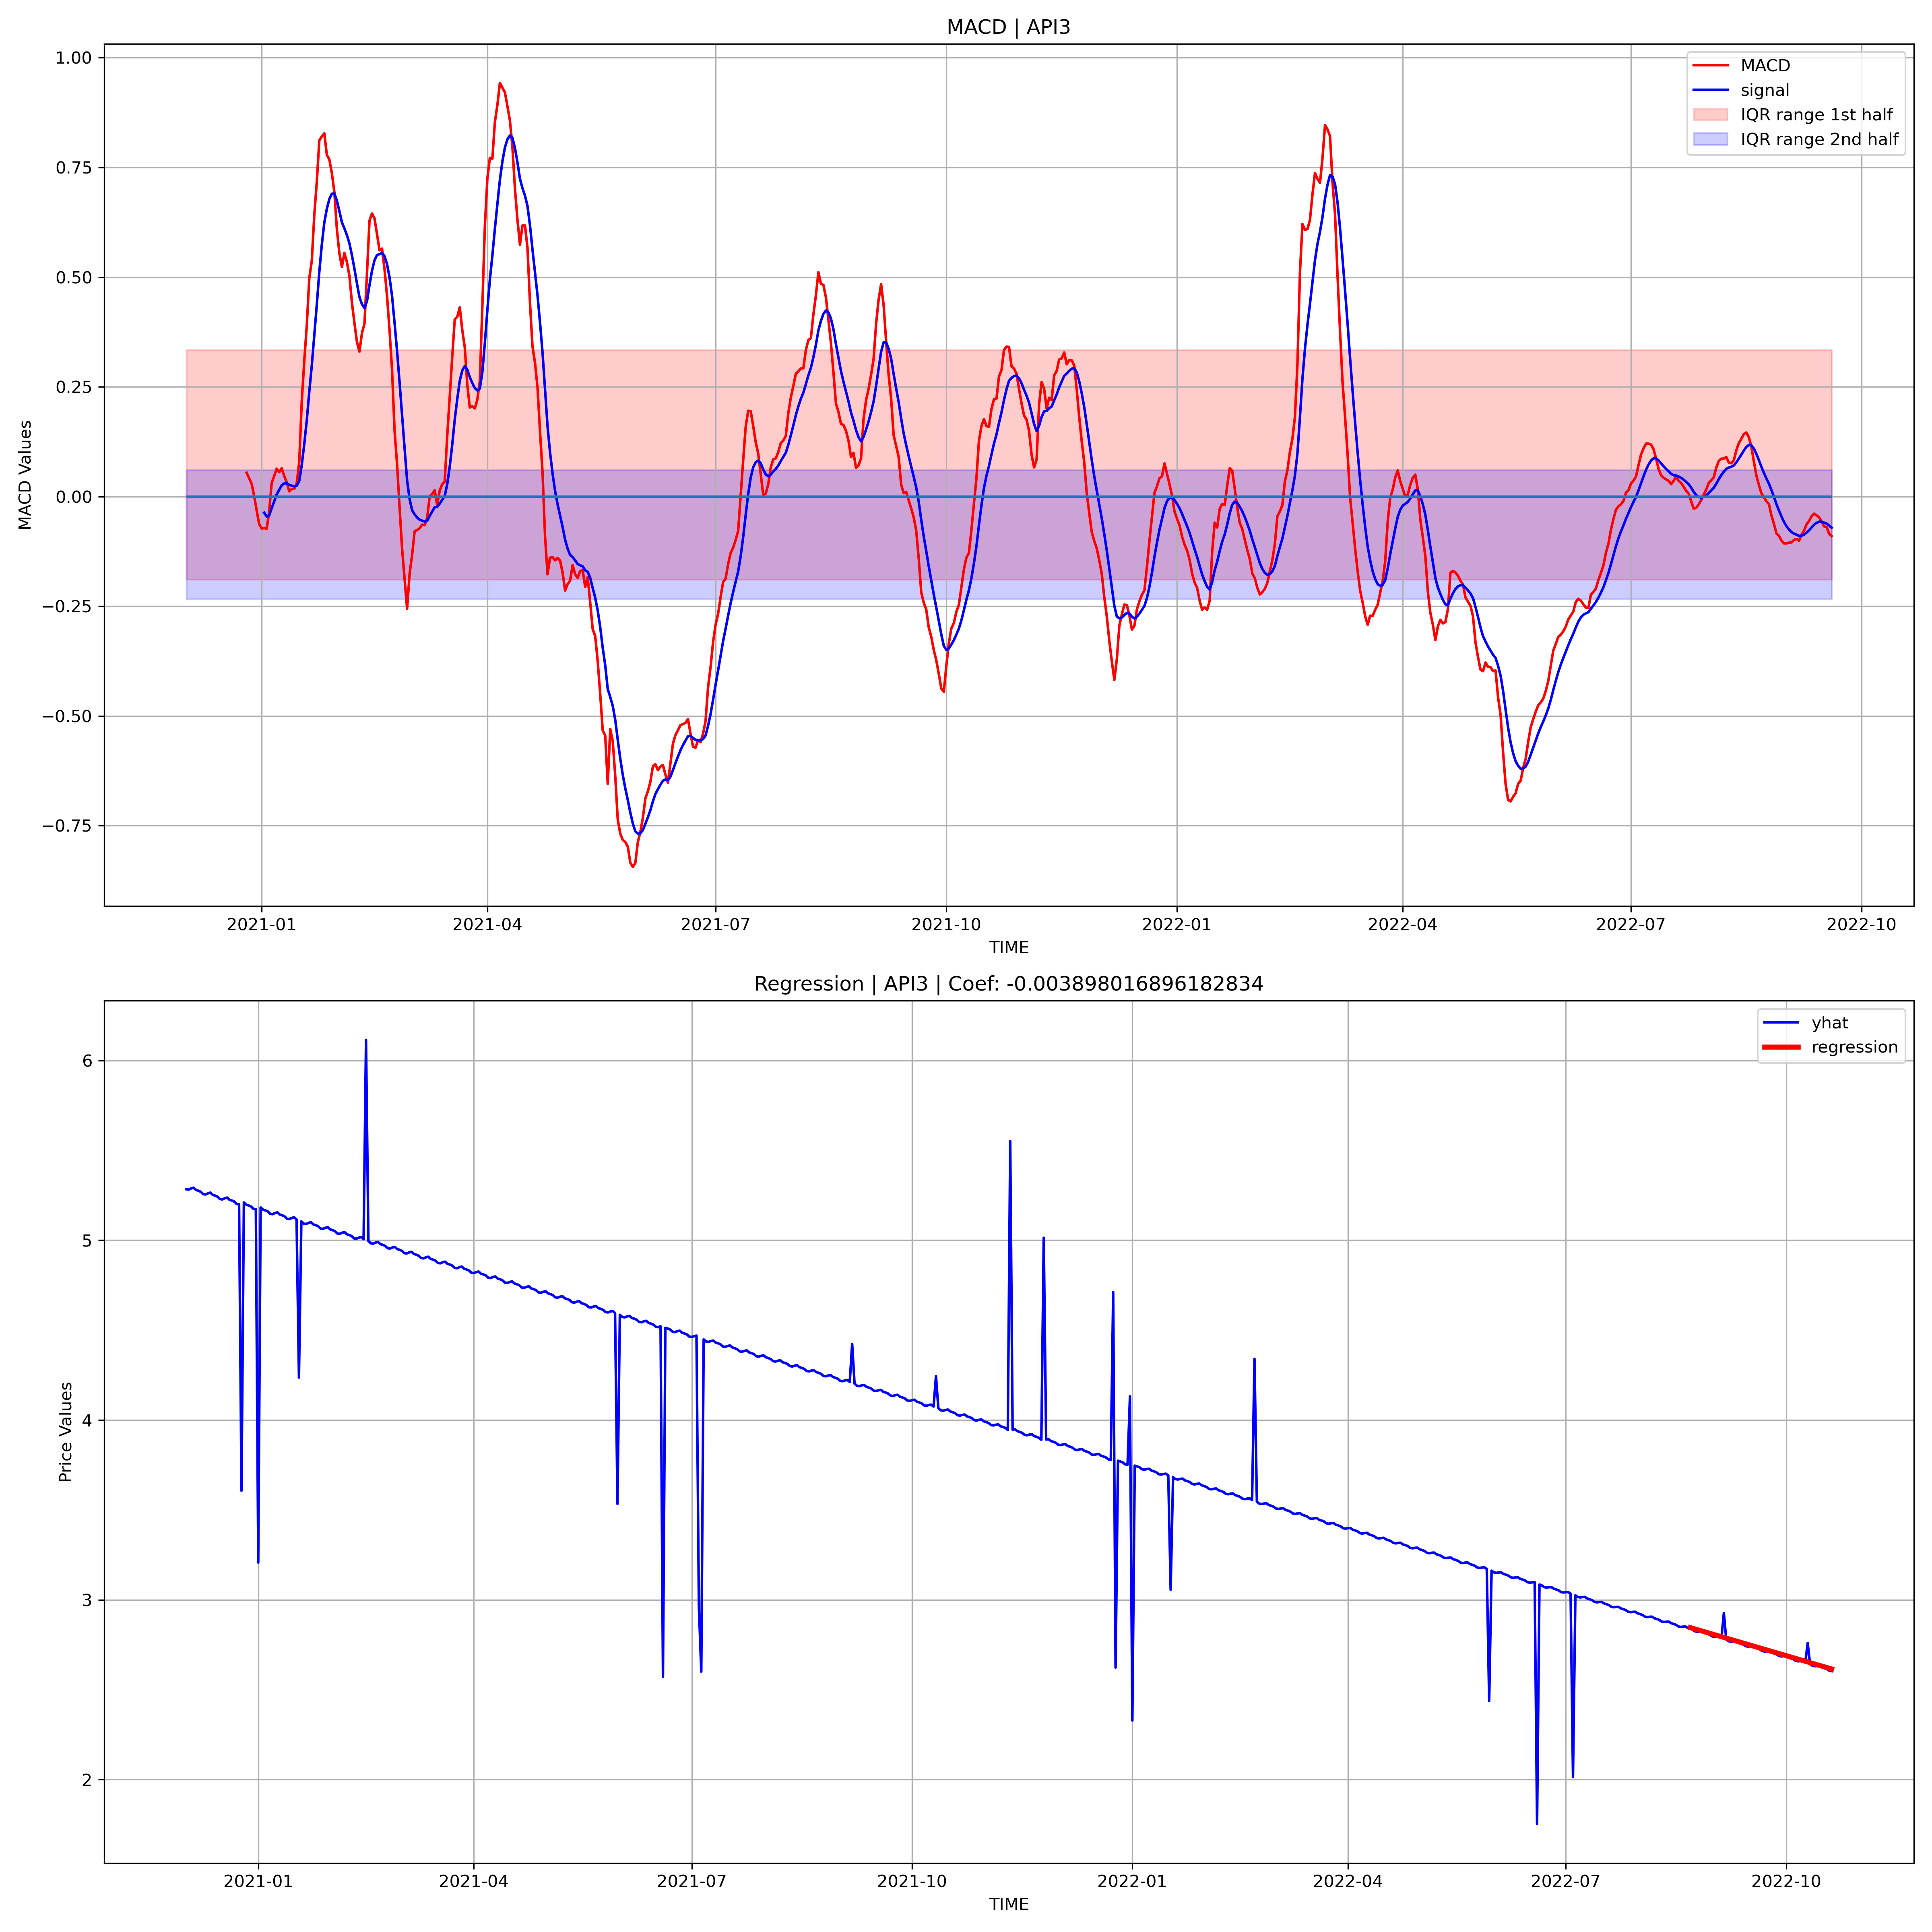 MACD | API3
MACD
signal
IQR range 1st half
IQR range 2nd half
MACD Values
1.00
0.75
0.50
0.25
0.00
−0.25
−0.50
−0.75
2021-01 2021-04 2021-07 2021-10 2022-01 2022-04 2022-07 2022-10
TIME
Regression | API3 | Coef: -0.003898016896182834
yhat
regression
Price Values
6
5
4
3
2
2021-01 2021-04 2021-07 2021-10 2022-01 2022-04 2022-07 2022-10
TIME